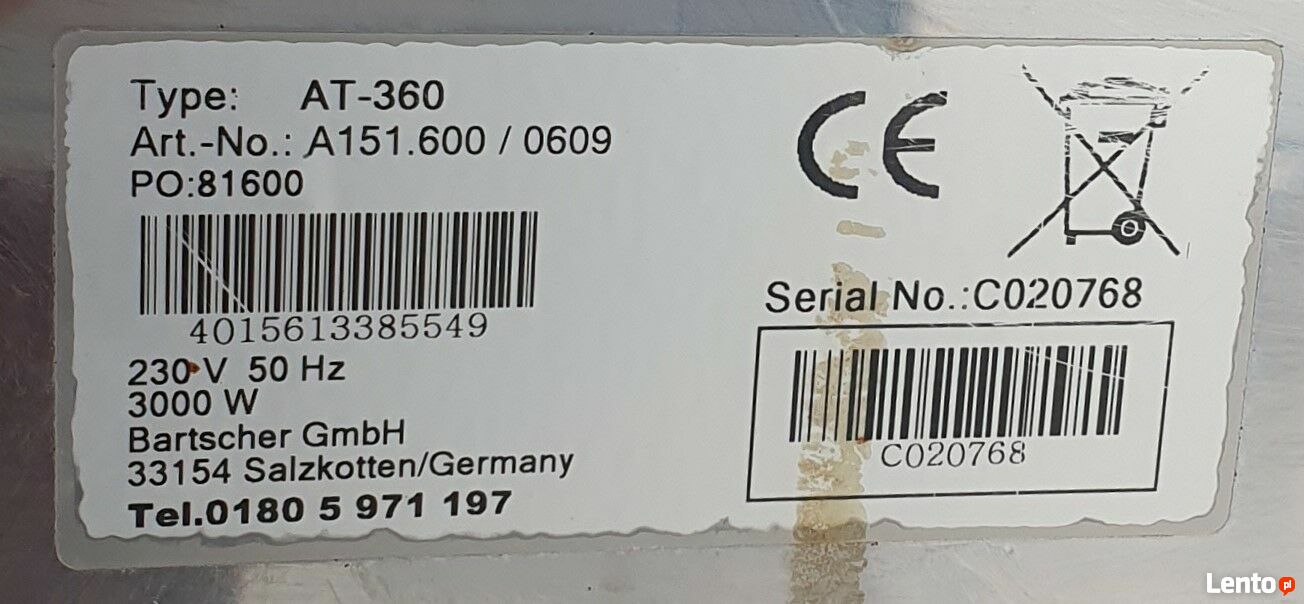 Type: AT-360
Art.-No.: A151.600 / 0609
PO:81600
4015613385549
230 V 50 Hz
3000 W
Bartscher GmbH
33154 Salzkotten/Germany
Tel.0180 5 971 197
CE
Serial No.:C020768
C020768
Lento.pl